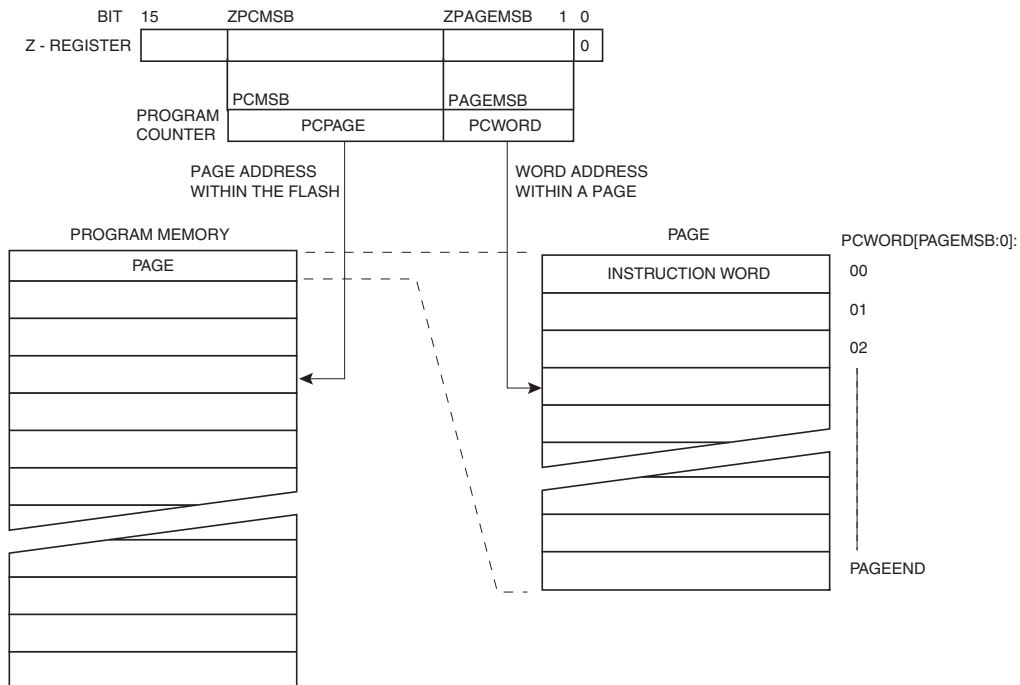 BIT 15 ZPCMSB ZPAGEMSB 1 0
Z - REGISTER 0
PCMSB PAGEMSB
PROGRAM
COUNTER
PCPAGE PCWORD
PAGE ADDRESS
WITHIN THE FLASH
WORD ADDRESS
WITHIN A PAGE
PROGRAM MEMORY
PAGE
PAGE
PCWORD[PAGEMSB:0]:
INSTRUCTION WORD
00
01
02
PAGEEND